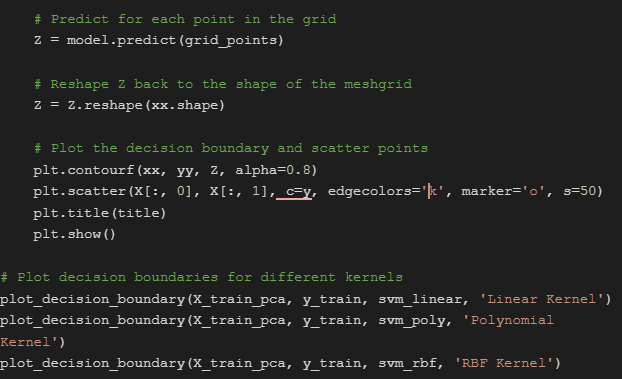 # Predict for each point in the grid
Z = model.predict(grid_points)
# Reshape Z back to the shape of the meshgrid
Z = Z.reshape(xx.shape)
# Plot the decision boundary and scatter points
plt.contourf(xx, yy, Z, alpha=0.8)
plt.scatter(X[:, 0], X[:, 1], c=y, edgecolors='k', marker='o', s=50)
plt.title(title)
plt.show()
# Plot decision boundaries for different kernels
plot_decision_boundary(X_train_pca, y_train, svm_linear, 'Linear Kernel')
plot_decision_boundary(X_train_pca, y_train, svm_poly, 'Polynomial
Kernel')
plot_decision_boundary(X_train_pca, y_train, svm_rbf, 'RBF Kernel')